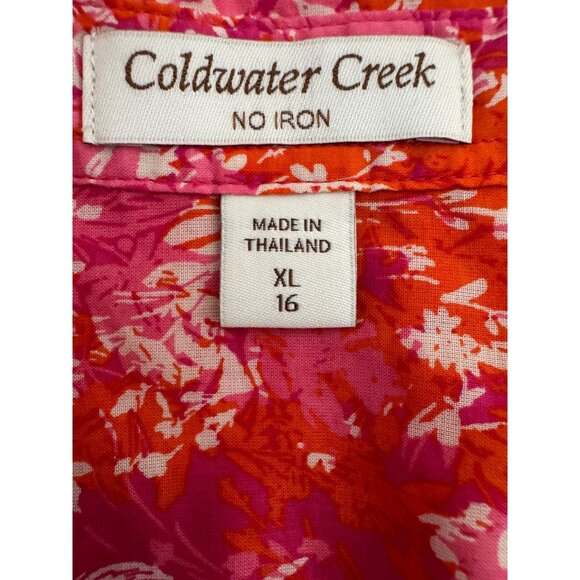 Coldwater Creek
NO IRON
MADE IN
THAILAND
XL
16